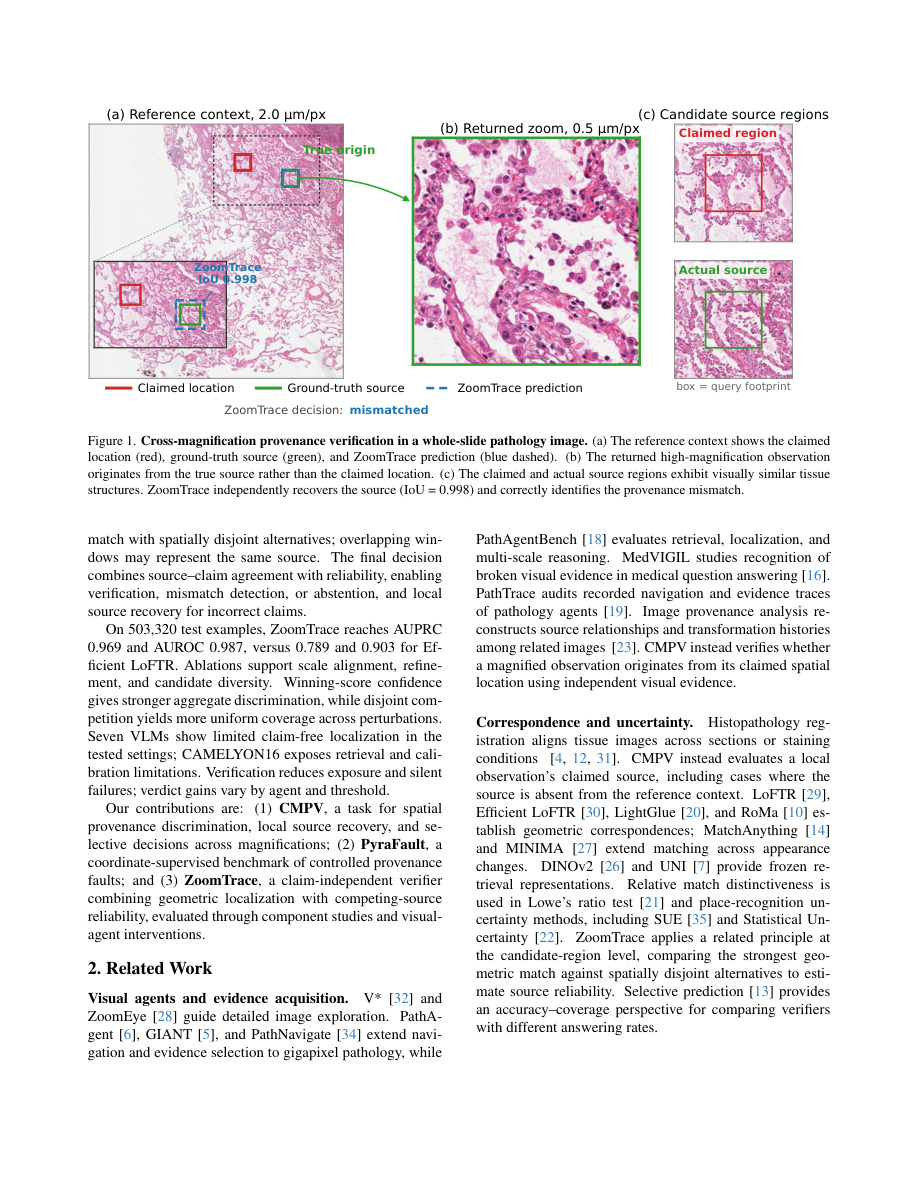 (a) Reference context, 2.0 μm/px
True origin
ZoomTrace
IoU 0.998
(b) Returned zoom, 0.5 μm/px
(c) Candidate source regions
Claimed region
Actual source
box = query footprint
Claimed location
Ground-truth source
ZoomTrace prediction
ZoomTrace decision: mismatched
Figure 1. Cross-magnification provenance verification in a whole-slide pathology image. (a) The reference context shows the claimed
location (red), ground-truth source (green), and ZoomTrace prediction (blue dashed). (b) The returned high-magnification observation
originates from the true source rather than the claimed location. (c) The claimed and actual source regions exhibit visually similar tissue
structures. ZoomTrace independently recovers the source (IoU = 0.998) and correctly identifies the provenance mismatch.
match with spatially disjoint alternatives; overlapping win-
dows may represent the same source. The final decision
combines source–claim agreement with reliability, enabling
verification, mismatch detection, or abstention, and local
source recovery for incorrect claims.
On 503,320 test examples, ZoomTrace reaches AUPRC
0.969 and AUROC 0.987, versus 0.789 and 0.903 for Ef-
ficient LoFTR. Ablations support scale alignment, refine-
ment, and candidate diversity. Winning-score confidence
gives stronger aggregate discrimination, while disjoint com-
petition yields more uniform coverage across perturbations.
Seven VLMs show limited claim-free localization in the
tested settings; CAMELYON16 exposes retrieval and cali-
bration limitations. Verification reduces exposure and silent
failures; verdict gains vary by agent and threshold.
Our contributions are: (1) CMPV, a task for spatial
provenance discrimination, local source recovery, and se-
lective decisions across magnifications; (2) PyraFault, a
coordinate-supervised benchmark of controlled provenance
faults; and (3) ZoomTrace, a claim-independent verifier
combining geometric localization with competing-source
reliability, evaluated through component studies and visual-
agent interventions.
2. Related Work
Visual agents and evidence acquisition. V* [32] and
ZoomEye [28] guide detailed image exploration. PathA-
gent [6], GIANT [5], and PathNavigate [34] extend navi-
gation and evidence selection to gigapixel pathology, while
PathAgentBench [18] evaluates retrieval, localization, and
multi-scale reasoning. MedVIGIL studies recognition of
broken visual evidence in medical question answering [16].
PathTrace audits recorded navigation and evidence traces
of pathology agents [19]. Image provenance analysis re-
constructs source relationships and transformation histories
among related images [23]. CMPV instead verifies whether
a magnified observation originates from its claimed spatial
location using independent visual evidence.
Correspondence and uncertainty. Histopathology reg-
istration aligns tissue images across sections or staining
conditions [4, 12, 31]. CMPV instead evaluates a local
observation's claimed source, including cases where the
source is absent from the reference context. LoFTR [29],
Efficient LoFTR [30], LightGlue [20], and RoMa [10] es-
tablish geometric correspondences; MatchAnything [14]
and MINIMA [27] extend matching across appearance
changes. DINOv2 [26] and UNI [7] provide frozen re-
trieval representations. Relative match distinctiveness is
used in Lowe's ratio test [21] and place-recognition un-
certainty methods, including SUE [35] and Statistical Un-
certainty [22]. ZoomTrace applies a related principle at
the candidate-region level, comparing the strongest geo-
metric match against spatially disjoint alternatives to esti-
mate source reliability. Selective prediction [13] provides
an accuracy–coverage perspective for comparing verifiers
with different answering rates.